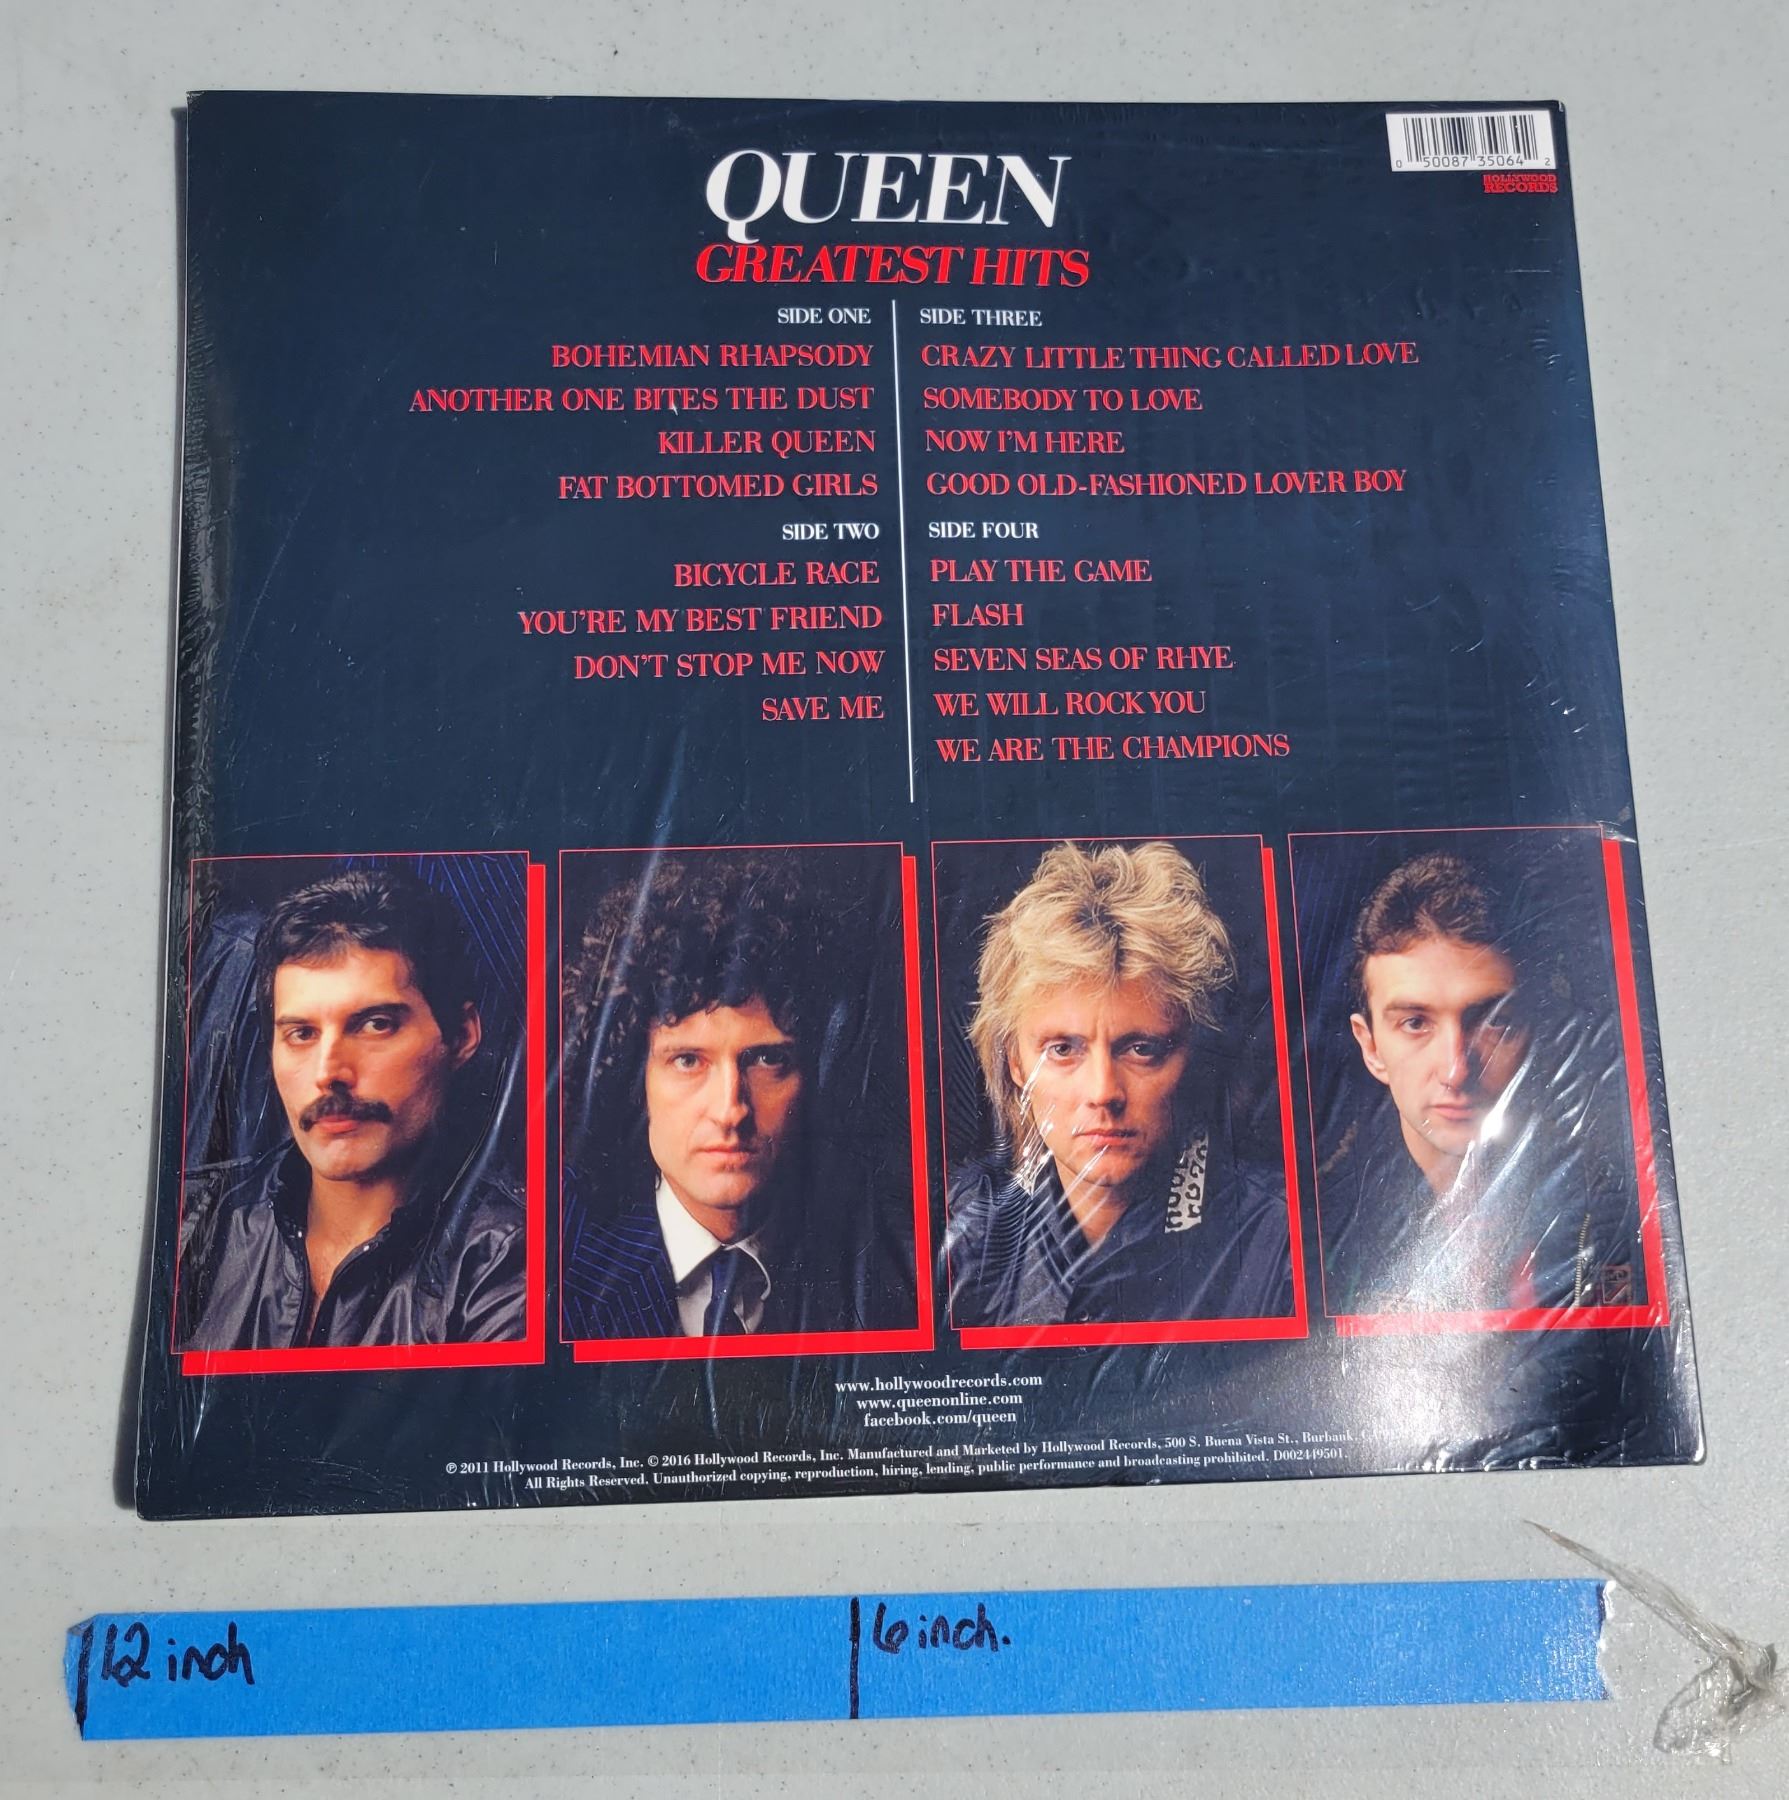 0 50087 35064 2
HOLLYWOOD
RECORDS
QUEEN
GREATEST HITS
SIDE ONE
BOHEMIAN RHAPSODY
ANOTHER ONE BITES THE DUST
KILLER QUEEN
FAT BOTTOMED GIRLS
SIDE TWO
BICYCLE RACE
YOU'RE MY BEST FRIEND
DON'T STOP ME NOW
SAVE ME
SIDE THREE
CRAZY LITTLE THING CALLED LOVE
SOMEBODY TO LOVE
NOW I'M HERE
GOOD OLD-FASHIONED LOVER BOY
SIDE FOUR
PLAY THE GAME
FLASH
SEVEN SEAS OF RHYE
WE WILL ROCK YOU
WE ARE THE CHAMPIONS
www.hollywoodrecords.com
www.queenonline.com
facebook.com/queen
℗ 2011 Hollywood Records, Inc. © 2016 Hollywood Records, Inc. Manufactured and Marketed by Hollywood Records, 500 S. Buena Vista St., Burbank,
All Rights Reserved. Unauthorized copying, reproduction, hiring, lending, public performance and broadcasting prohibited. D002449501.
12 inch
6 inch.